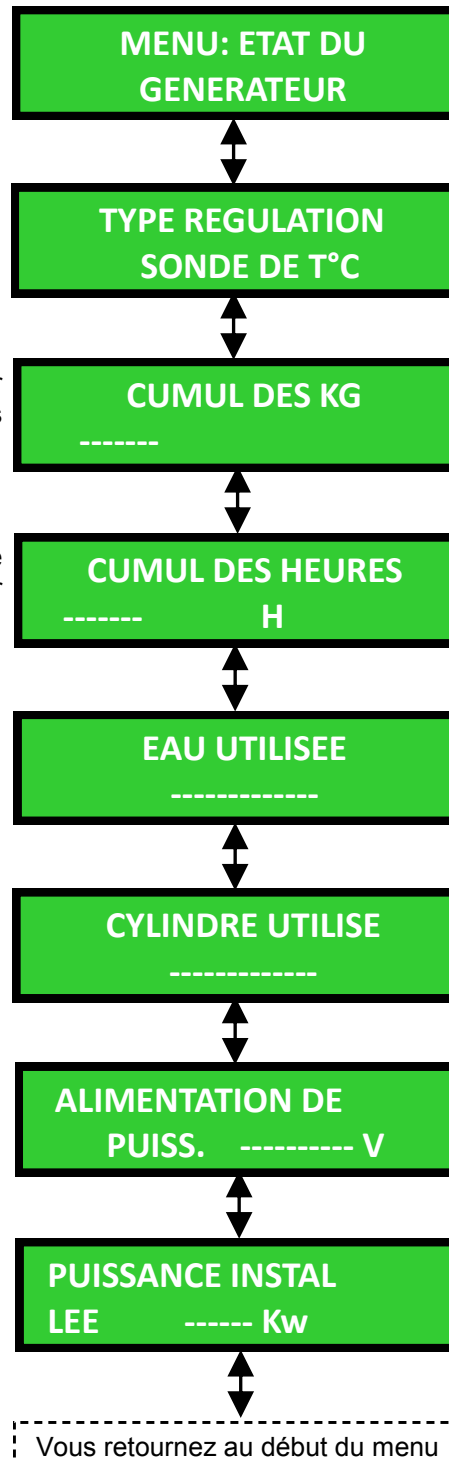 MENU: ETAT DU
GENERATEUR
TYPE REGULATION
SONDE DE T°C
CUMUL DES KG
-------
CUMUL DES HEURES
------- H
EAU UTILISEE
-------------
CYLINDRE UTILISE
-------------
ALIMENTATION DE
PUISS. ---------- V
PUISSANCE INSTAL
LEE ------ Kw
Vous retournez au début du menu